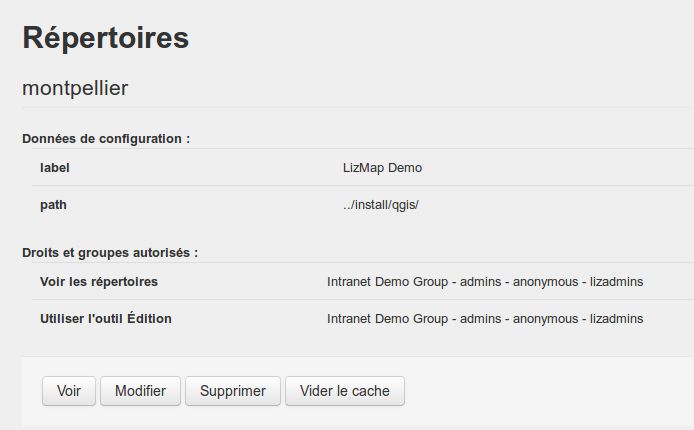 Répertoires
montpellier
Données de configuration :
label LizMap Demo
path ../install/qgis/
Droits et groupes autorisés :
Voir les répertoires Intranet Demo Group - admins - anonymous - lizadmins
Utiliser l'outil Édition Intranet Demo Group - admins - anonymous - lizadmins
Voir Modifier Supprimer Vider le cache